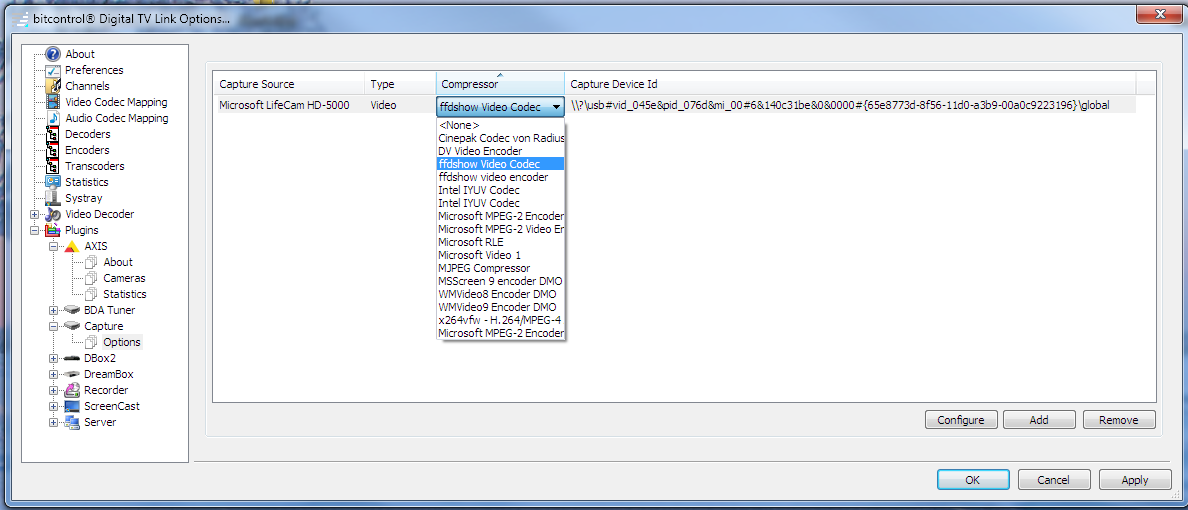 bitcontrol® Digital TV Link Options...
About
Preferences
Channels
Video Codec Mapping
Audio Codec Mapping
Decoders
Encoders
Transcoders
Statistics
Systray
Video Decoder
Plugins
AXIS
About
Cameras
Statistics
BDA Tuner
Capture
Options
DBox2
DreamBox
Recorder
ScreenCast
Server
Capture Source Type Compressor Capture Device Id
Microsoft LifeCam HD-5000 Video ffdshow Video Codec \\?\usb#vid_045e&pid_076d&mi_00#6&140c31be&0&0000#{65e8773d-8f56-11d0-a3b9-00a0c9223196}\global
<None>
Cinepak Codec von Radius
DV Video Encoder
ffdshow Video Codec
ffdshow video encoder
Intel IYUV Codec
Intel IYUV Codec
Microsoft MPEG-2 Encoder
Microsoft MPEG-2 Video Er
Microsoft RLE
Microsoft Video 1
MJPEG Compressor
MSScreen 9 encoder DMO
WMVideo8 Encoder DMO
WMVideo9 Encoder DMO
x264vfw - H.264/MPEG-4
Microsoft MPEG-2 Encoder
Configure Add Remove
OK Cancel Apply